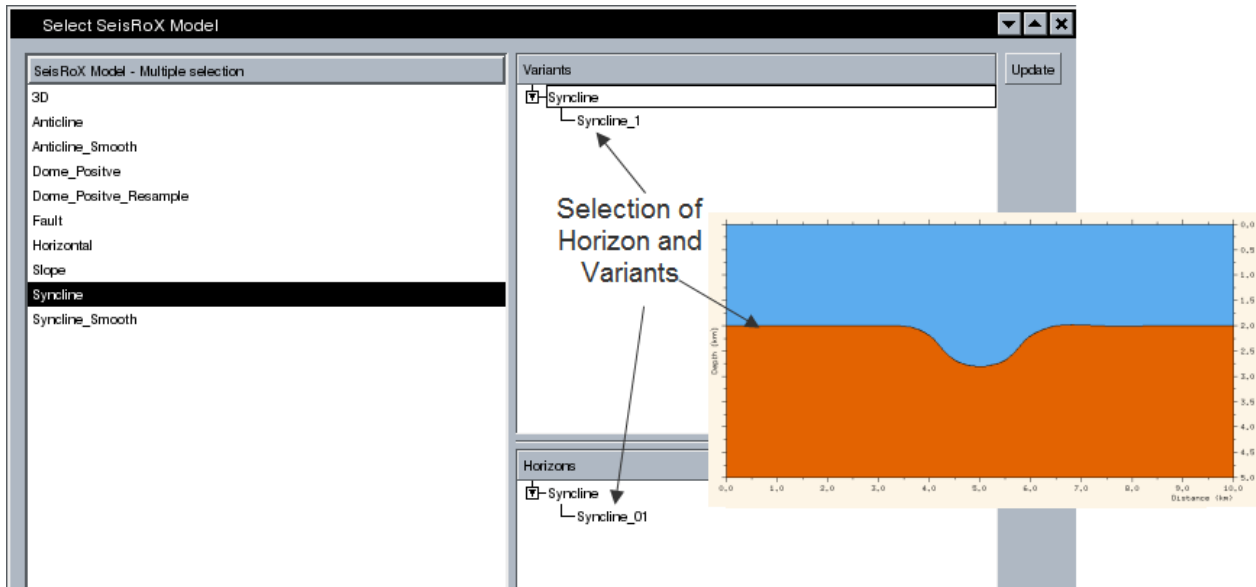 Select SeisRoX Model
SeisRoX Model - Multiple selection
3D
Anticline
Anticline_Smooth
Dome_Positve
Dome_Positve_Resample
Fault
Horizontal
Slope
Syncline
Syncline_Smooth
Variants
Syncline
Syncline_1
Update
Selection of
Horizon and
Variants
Horizons
Syncline
Syncline_01
Depth (km)
0.0
0.5
1.0
1.5
2.0
2.5
3.0
3.5
4.0
4.5
5.0
0.0 1.0 2.0 3.0 4.0 5.0 6.0 7.0 8.0 9.0 10.0
Distance (km)